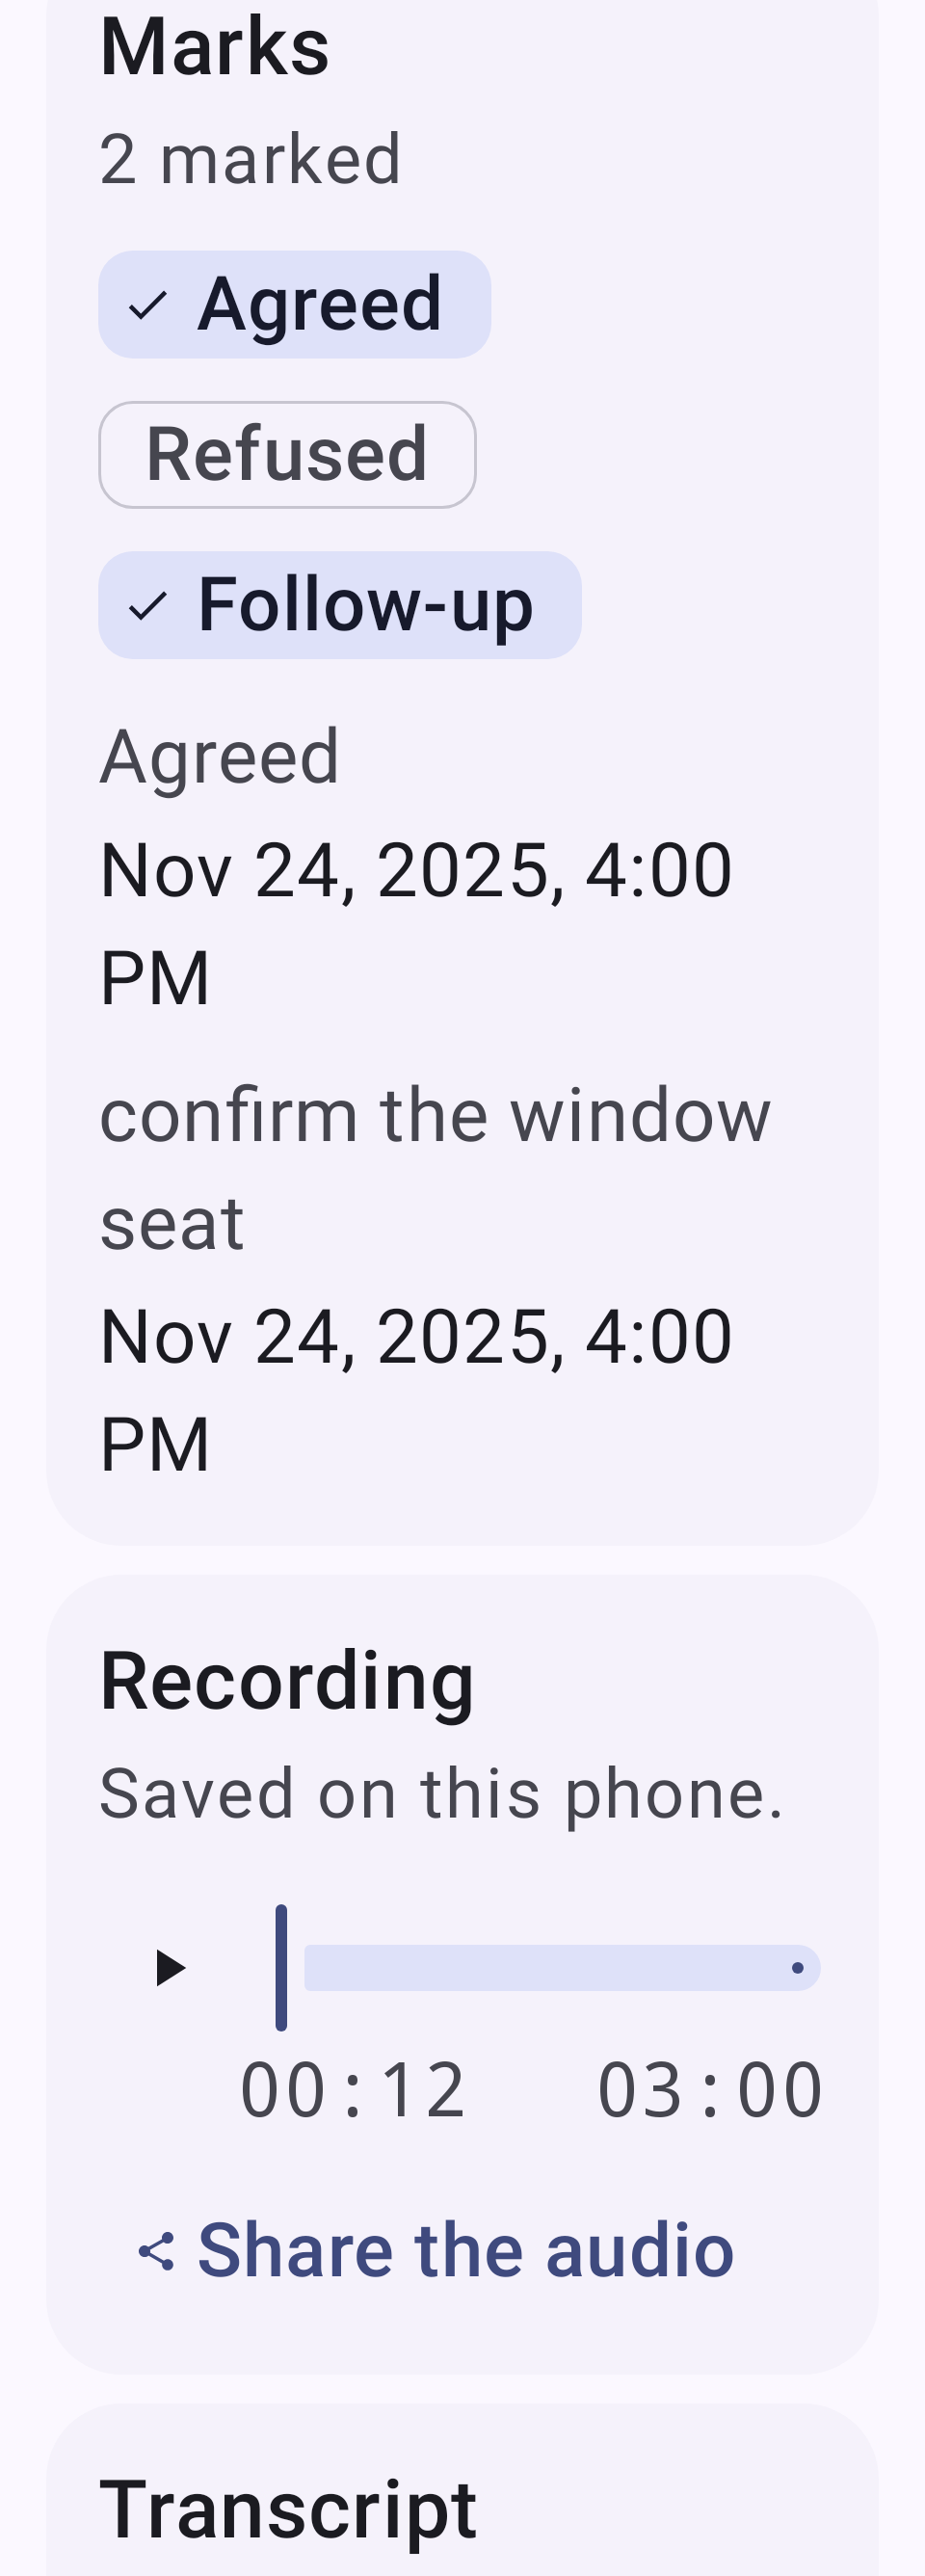 Marks
2 marked
Agreed
Refused
Follow-up
Agreed
Nov 24, 2025, 4:00
PM
confirm the window
seat
Nov 24, 2025, 4:00
PM
Recording
Saved on this phone.
00:12 03:00
Share the audio
Transcript